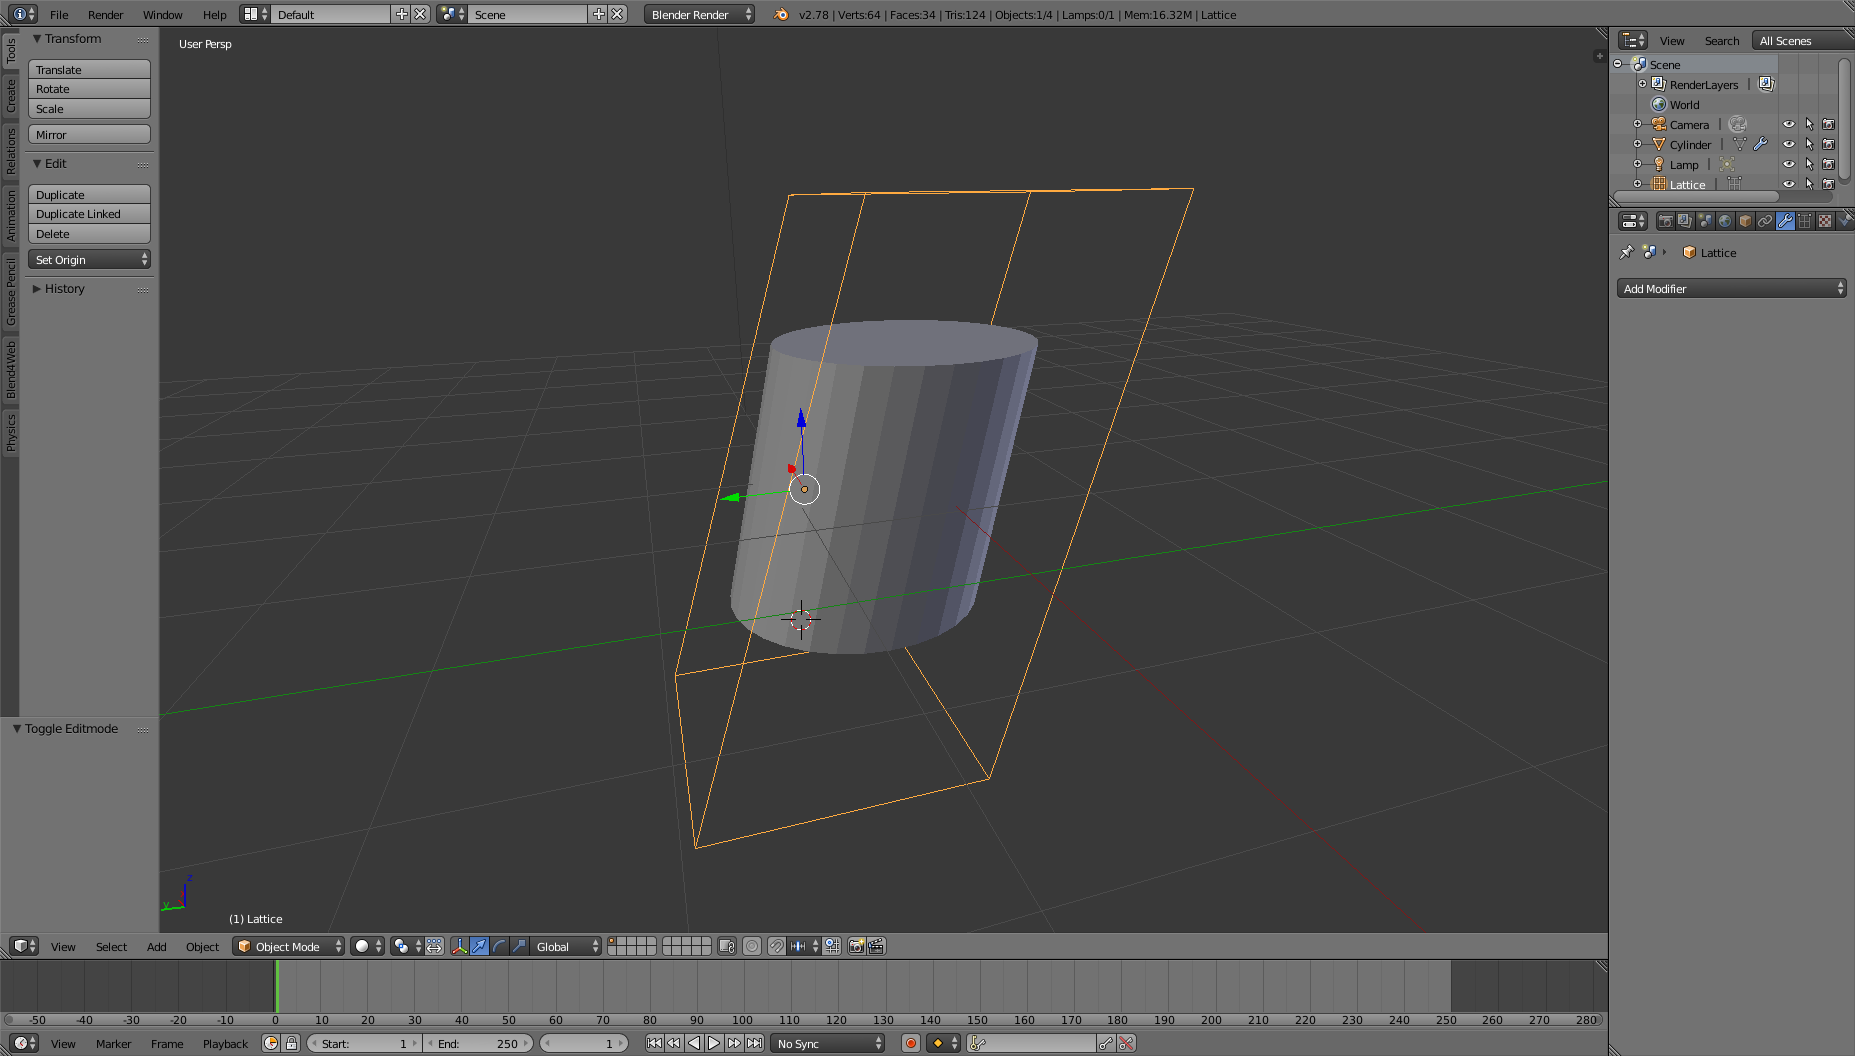 File Render Window Help Default Scene Blender Render v2.78 | Verts:64 | Faces:34 | Tris:124 | Objects:1/4 | Lamps:0/1 | Mem:16.32M | Lattice
Tools
Create
Relations
Animation
Grease Pencil
Blend4Web
Physics
Transform
Translate
Rotate
Scale
Mirror
Edit
Duplicate
Duplicate Linked
Delete
Set Origin
History
Toggle Editmode
User Persp
z
y
(1) Lattice
View Search All Scenes
Scene
RenderLayers
World
Camera
Cylinder
Lamp
Lattice
Lattice
Add Modifier
View Select Add Object Object Mode Global
-50 -40 -30 -20 -10 0 10 20 30 40 50 60 70 80 90 100 110 120 130 140 150 160 170 180 190 200 210 220 230 240 250 260 270 280
View Marker Frame Playback Start: 1 End: 250 1 No Sync